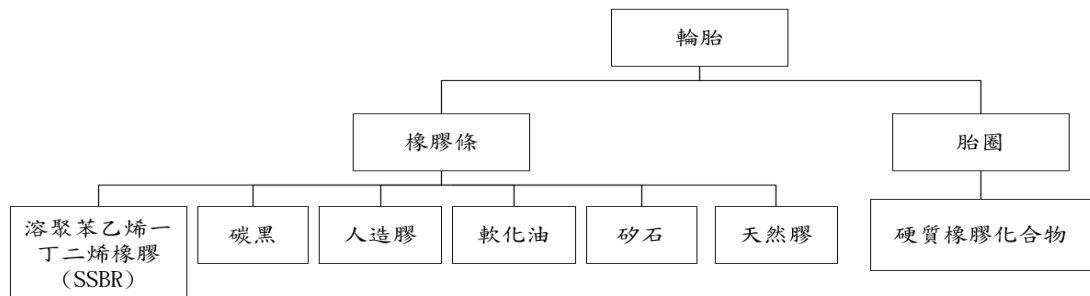 輪胎
橡膠條
胎圈
溶聚苯乙烯一
丁二烯橡膠
（SSBR）
碳黑
人造膠
軟化油
矽石
天然膠
硬質橡膠化合物